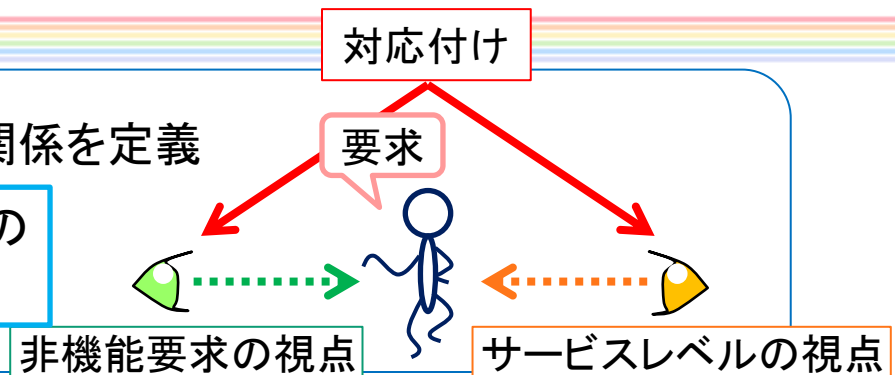 対応付け
関係を定義
要求
の
非機能要求の視点
サービスレベルの視点